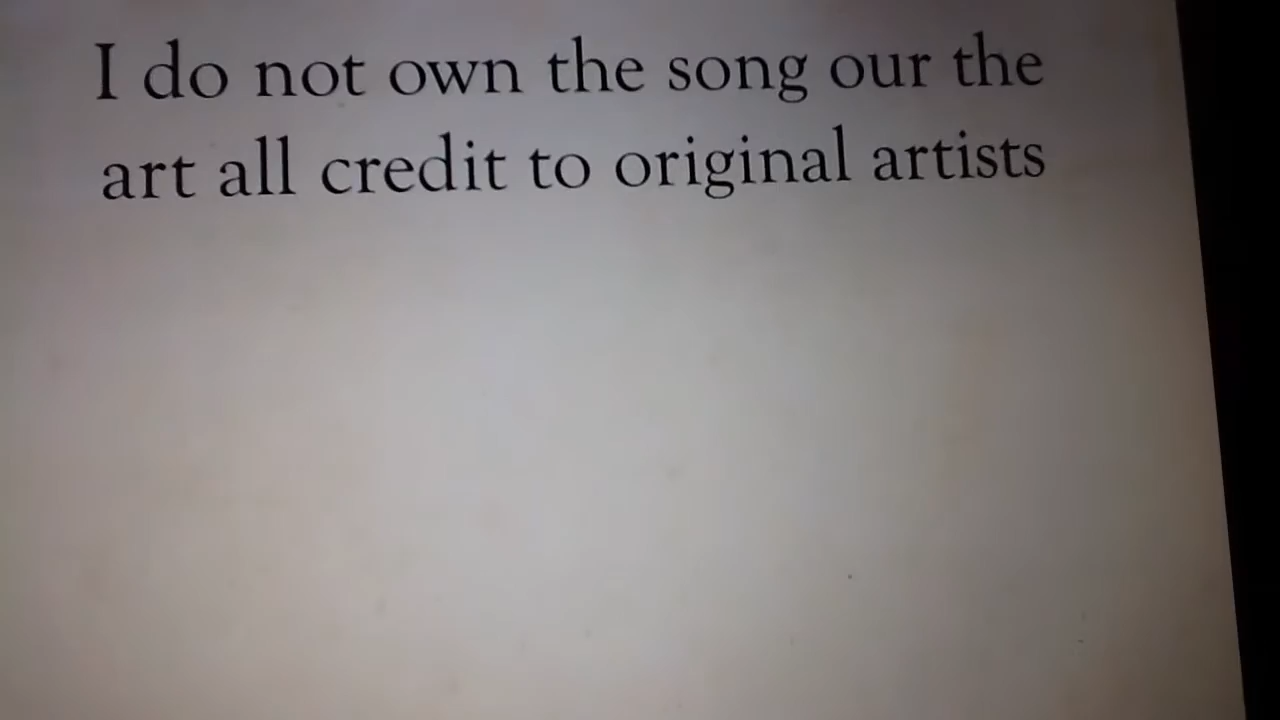 I do not own the song our the
art all credit to original artists